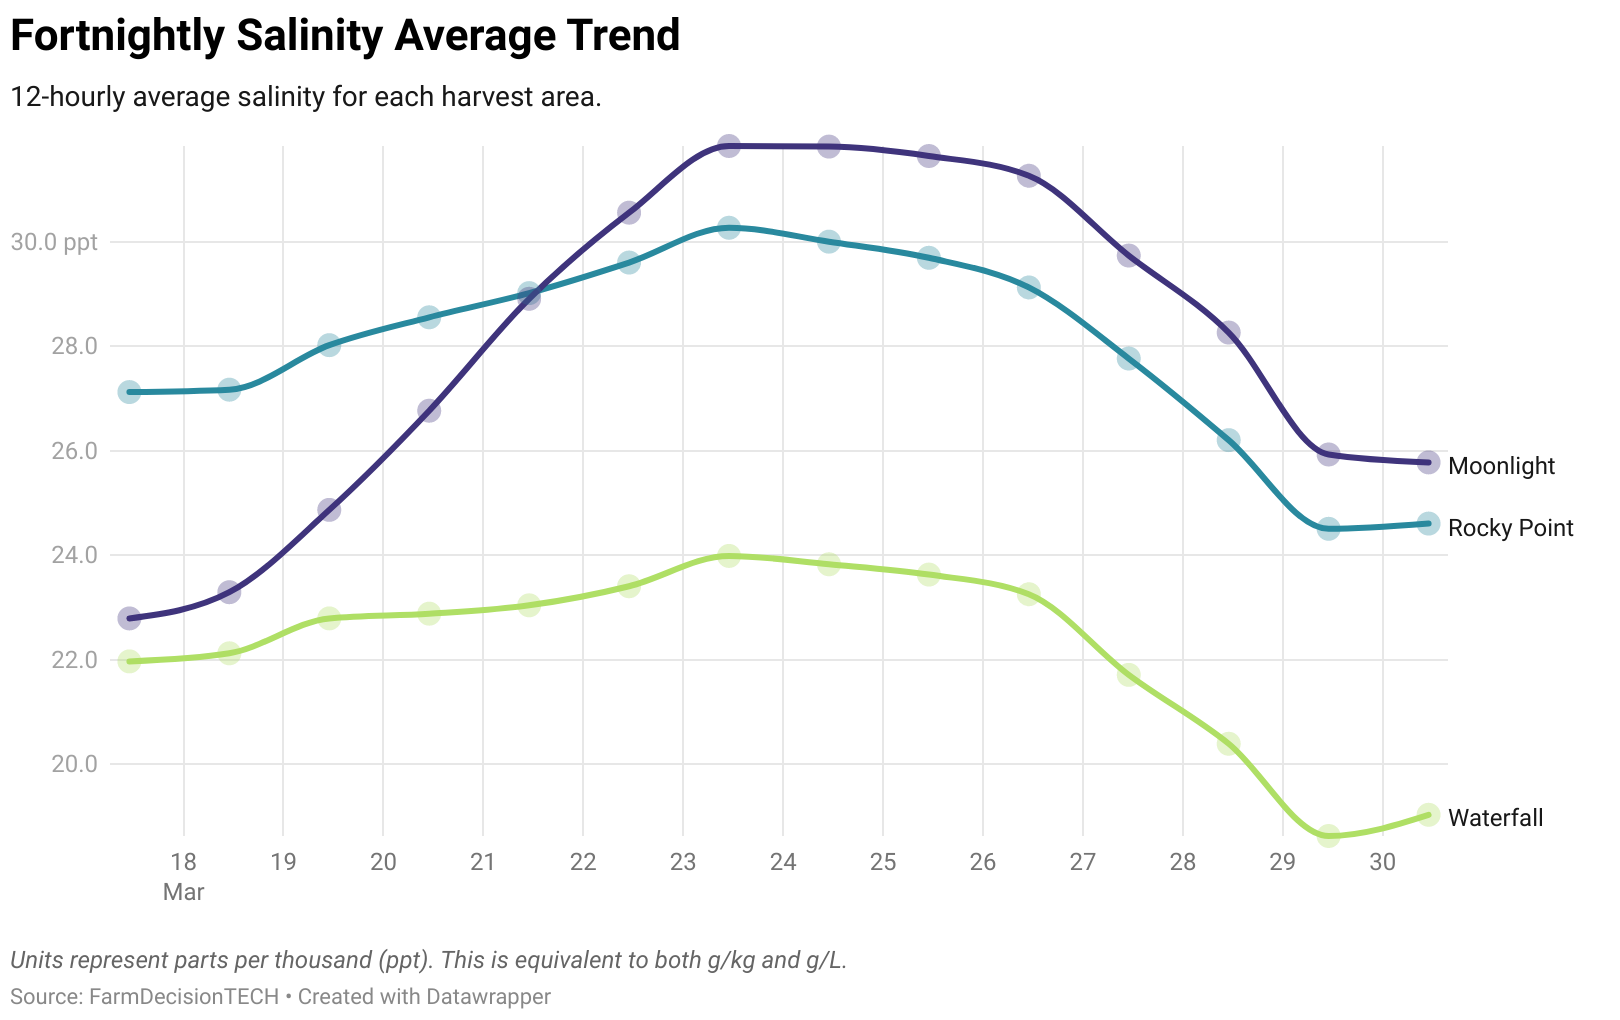 Fortnightly Salinity Average Trend
12-hourly average salinity for each harvest area.
30.0 ppt
28.0
26.0
24.0
22.0
20.0
Moonlight
Rocky Point
Waterfall
18 19 20 21 22 23 24 25 26 27 28 29 30
Mar
Units represent parts per thousand (ppt). This is equivalent to both g/kg and g/L.
Source: FarmDecisionTECH • Created with Datawrapper